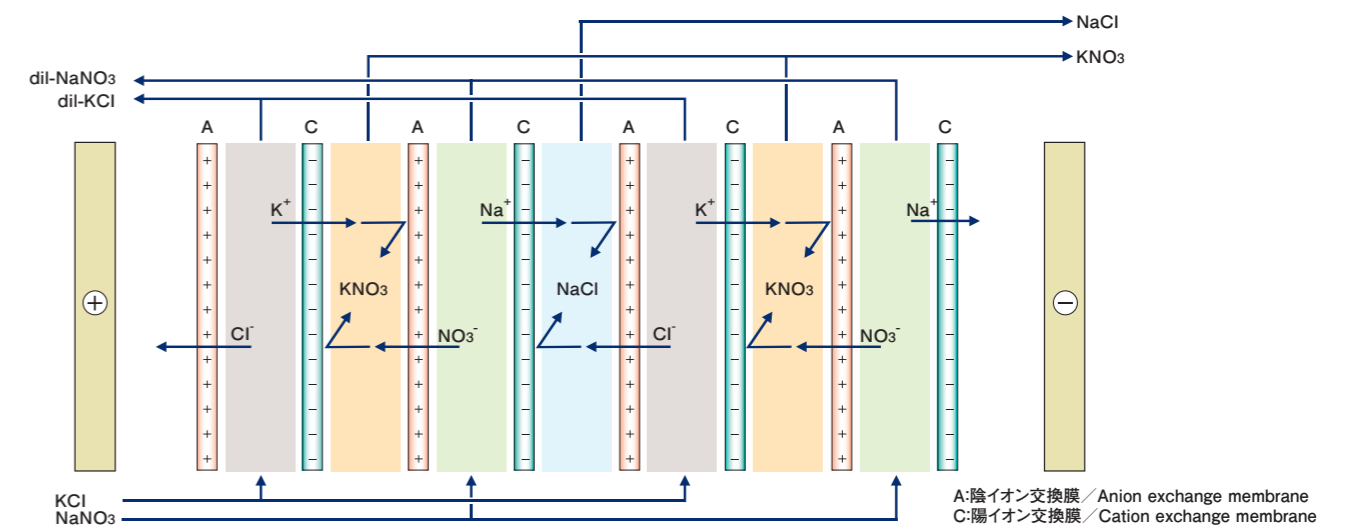 NaCl
KNO₃
dil-NaNO₃
dil-KCl
A C A C A C A C
K⁺ Na⁺ K⁺ Na⁺
KNO₃ NaCl KNO₃
Cl⁻ NO₃⁻ Cl⁻ NO₃⁻
KCl
NaNO₃
A:陰イオン交換膜／Anion exchange membrane
C:陽イオン交換膜／Cation exchange membrane